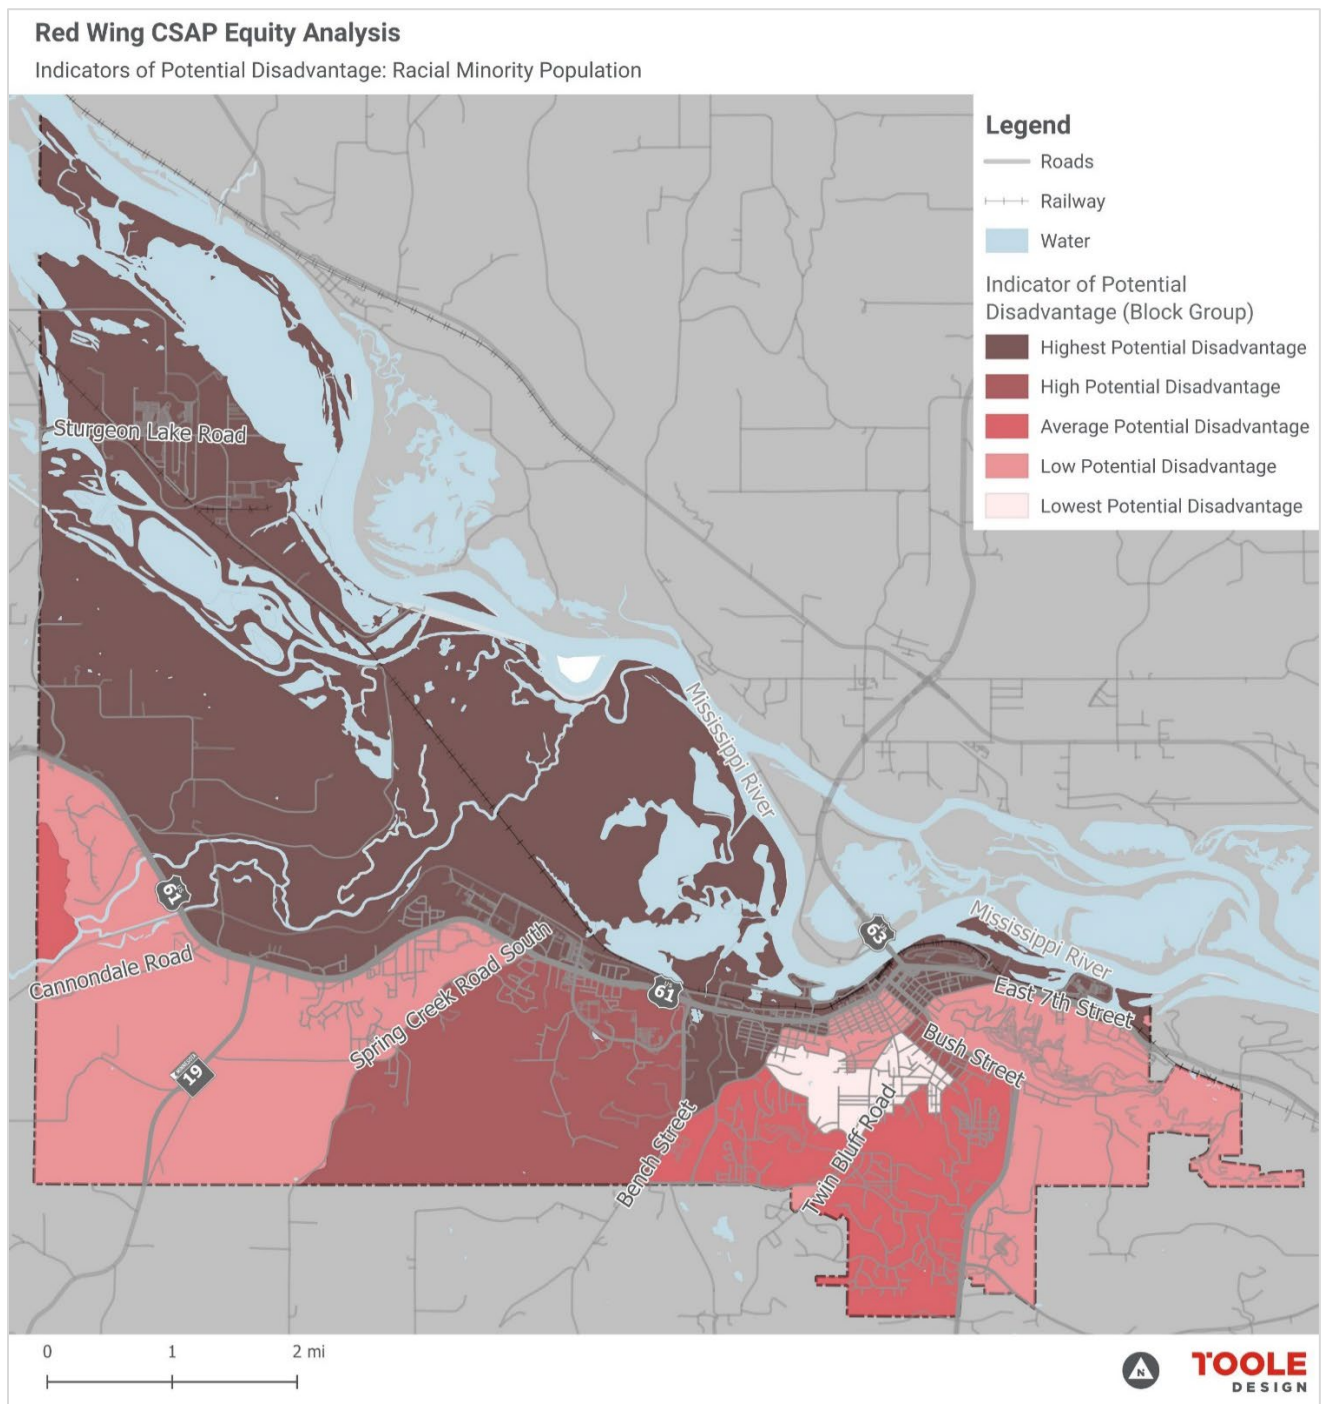 Red Wing CSAP Equity Analysis
Indicators of Potential Disadvantage: Racial Minority Population
Legend
Roads
Railway
Water
Indicator of Potential
Disadvantage (Block Group)
Highest Potential Disadvantage
High Potential Disadvantage
Average Potential Disadvantage
Low Potential Disadvantage
Lowest Potential Disadvantage
Sturgeon Lake Road
Mississippi River
61
63
Mississippi River
Cannondale Road
Spring Creek Road South
61
East 7th Street
Bush Street
MINNESOTA
19
Bench Street
Twin Bluff Road
0 1 2 mi
N
TOOLE
DESIGN